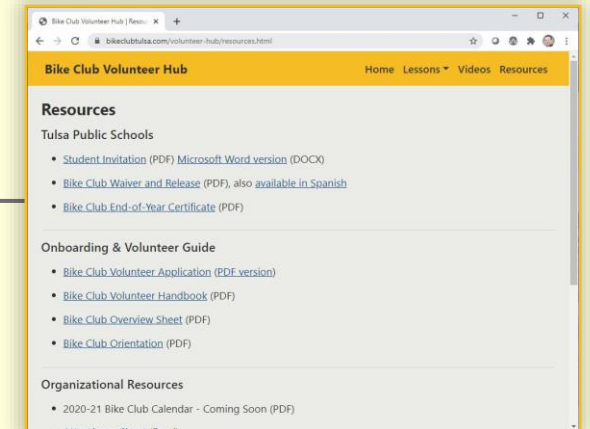 Bike Club Volunteer Hub | Resou
bikeclubtulsa.com/volunteer-hub/resources.html
Bike Club Volunteer Hub Home Lessons Videos Resources
Resources
Tulsa Public Schools
Student Invitation (PDF) Microsoft Word version (DOCX)
Bike Club Waiver and Release (PDF), also available in Spanish
Bike Club End-of-Year Certificate (PDF)
Onboarding & Volunteer Guide
Bike Club Volunteer Application (PDF version)
Bike Club Volunteer Handbook (PDF)
Bike Club Overview Sheet (PDF)
Bike Club Orientation (PDF)
Organizational Resources
2020-21 Bike Club Calendar - Coming Soon (PDF)